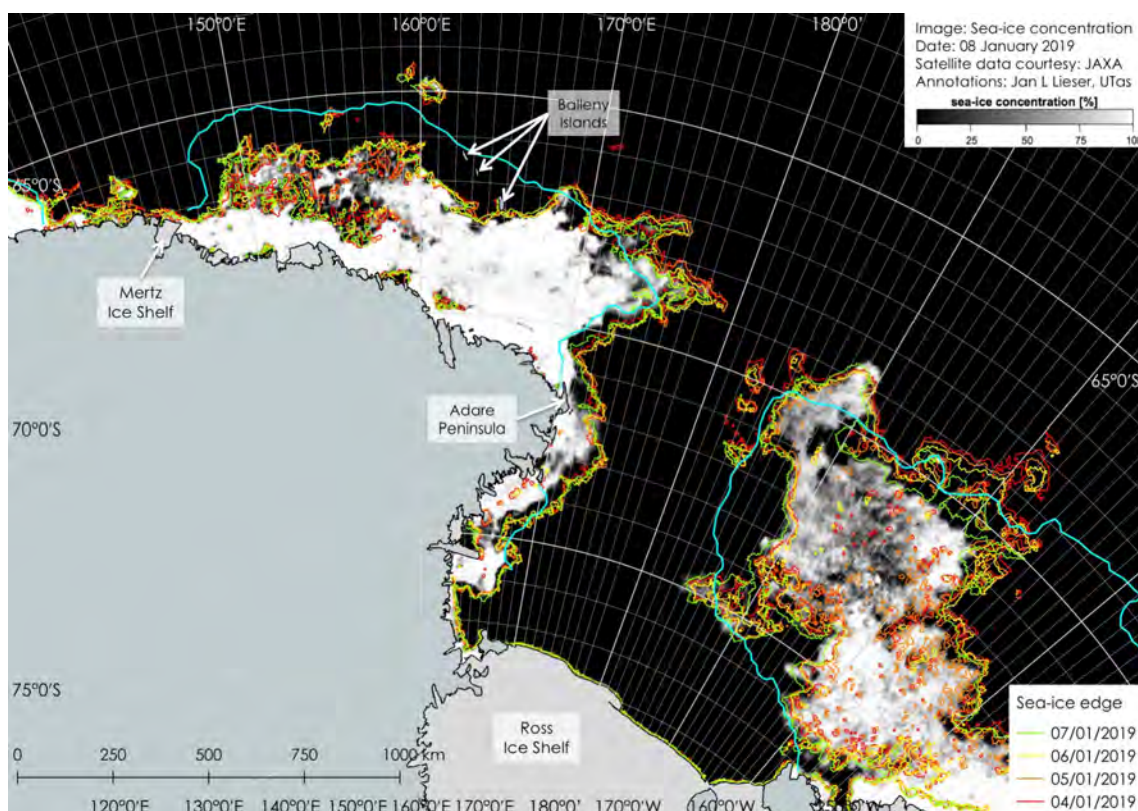 150°0'E
160°0'E
170°0'E
180°0'
Image: Sea-ice concentration
Date: 08 January 2019
Satellite data courtesy: JAXA
Annotations: Jan L Lieser, UTas
sea-ice concentration [%]
0 25 50 75 100
Balleny
Islands
65°0'S
Mertz
Ice Shelf
65°0'S
Adare
Peninsula
70°0'S
75°0'S
Ross
Ice Shelf
Sea-ice edge
07/01/2019
06/01/2019
05/01/2019
04/01/2019
0 250 500 750 1000 km
120°0'E 130°0'E 140°0'E 150°0'E 160°0'E 170°0'E 180°0' 170°0'W 160°0'W